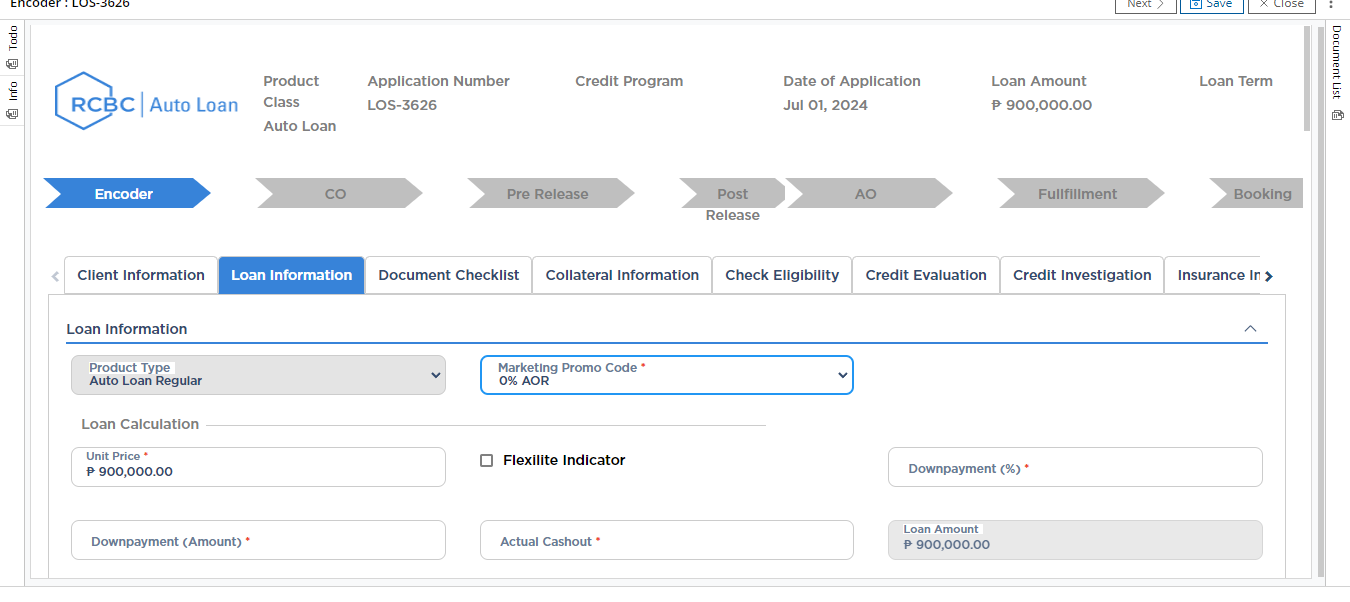 Encoder : LOS-3626
Next
Save
Close
Todo
Info
Document List
RCBC | Auto Loan
Product Class
Auto Loan
Application Number
LOS-3626
Credit Program
Date of Application
Jul 01, 2024
Loan Amount
₱ 900,000.00
Loan Term
Encoder
CO
Pre Release
Post Release
AO
Fullfillment
Booking
Client Information
Loan Information
Document Checklist
Collateral Information
Check Eligibility
Credit Evaluation
Credit Investigation
Insurance In
Loan Information
Product Type
Auto Loan Regular
Marketing Promo Code *
0% AOR
Loan Calculation
Unit Price *
₱ 900,000.00
Flexilite Indicator
Downpayment (%) *
Downpayment (Amount) *
Actual Cashout *
Loan Amount
₱ 900,000.00